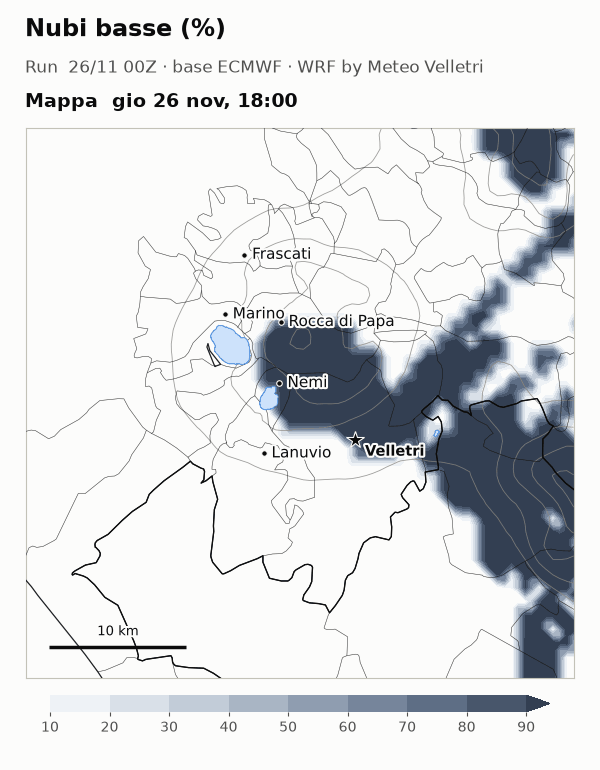 Nubi basse (%)
Run  26/11 00Z · base ECMWF · WRF by Meteo Velletri
Mappa  gio 26 nov, 18:00
Frascati
Marino
Rocca di Papa
Nemi
Velletri
Lanuvio
10 km
10 20 30 40 50 60 70 80 90